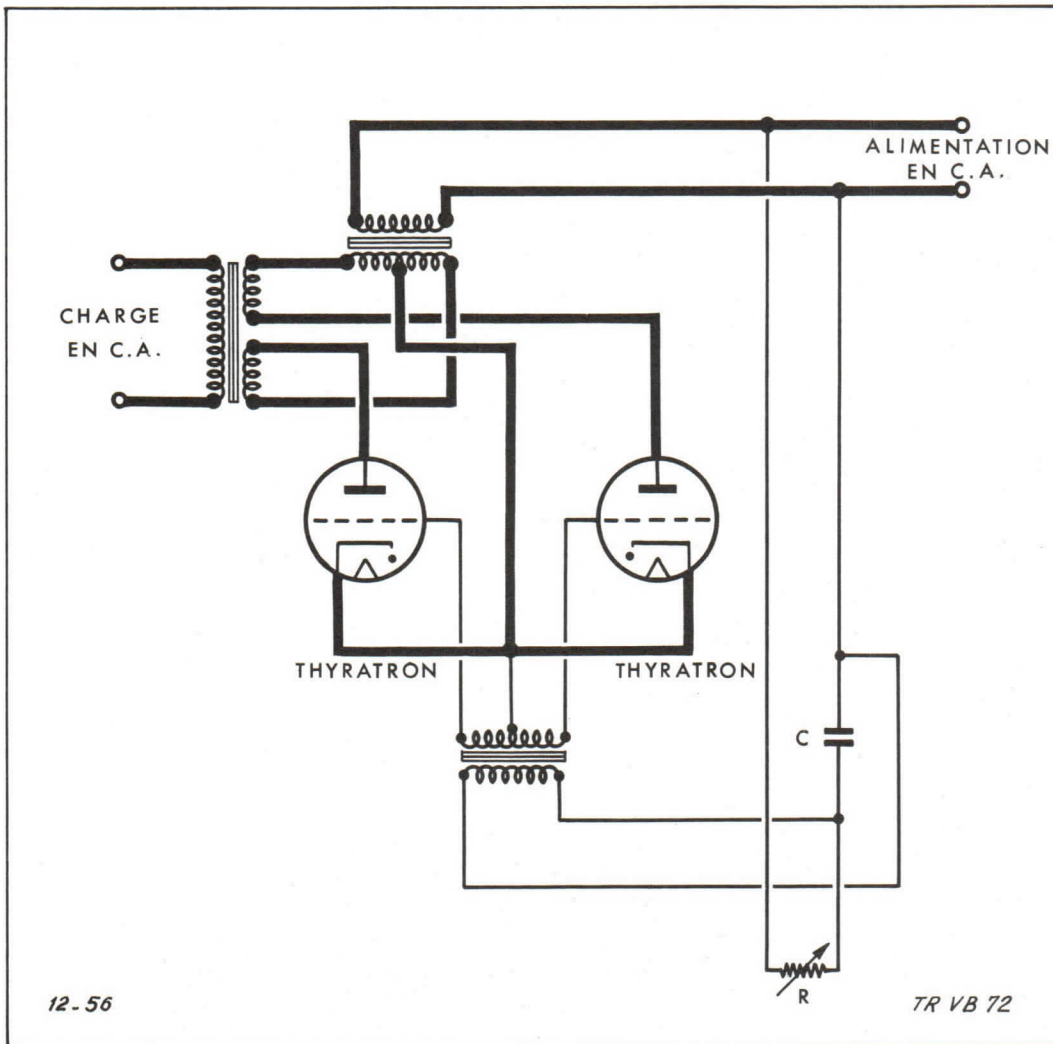 ALIMENTATION
EN C.A.
CHARGE
EN C.A.
THYRATRON
THYRATRON
C
R
12-56
TR VB 72